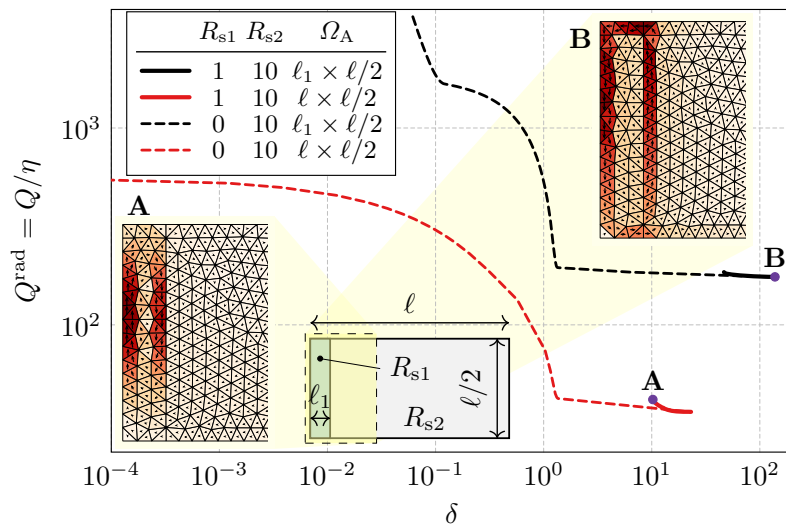 R_s1 R_s2 Ω_A
1 10 ℓ_1 × ℓ/2
1 10 ℓ × ℓ/2
0 10 ℓ_1 × ℓ/2
0 10 ℓ × ℓ/2
B
10^3
10^2
Q^rad = Q/η
A
B
A
ℓ
R_s1
ℓ/2
ℓ_1
R_s2
10^−4 10^−3 10^−2 10^−1 10^0 10^1 10^2
δ